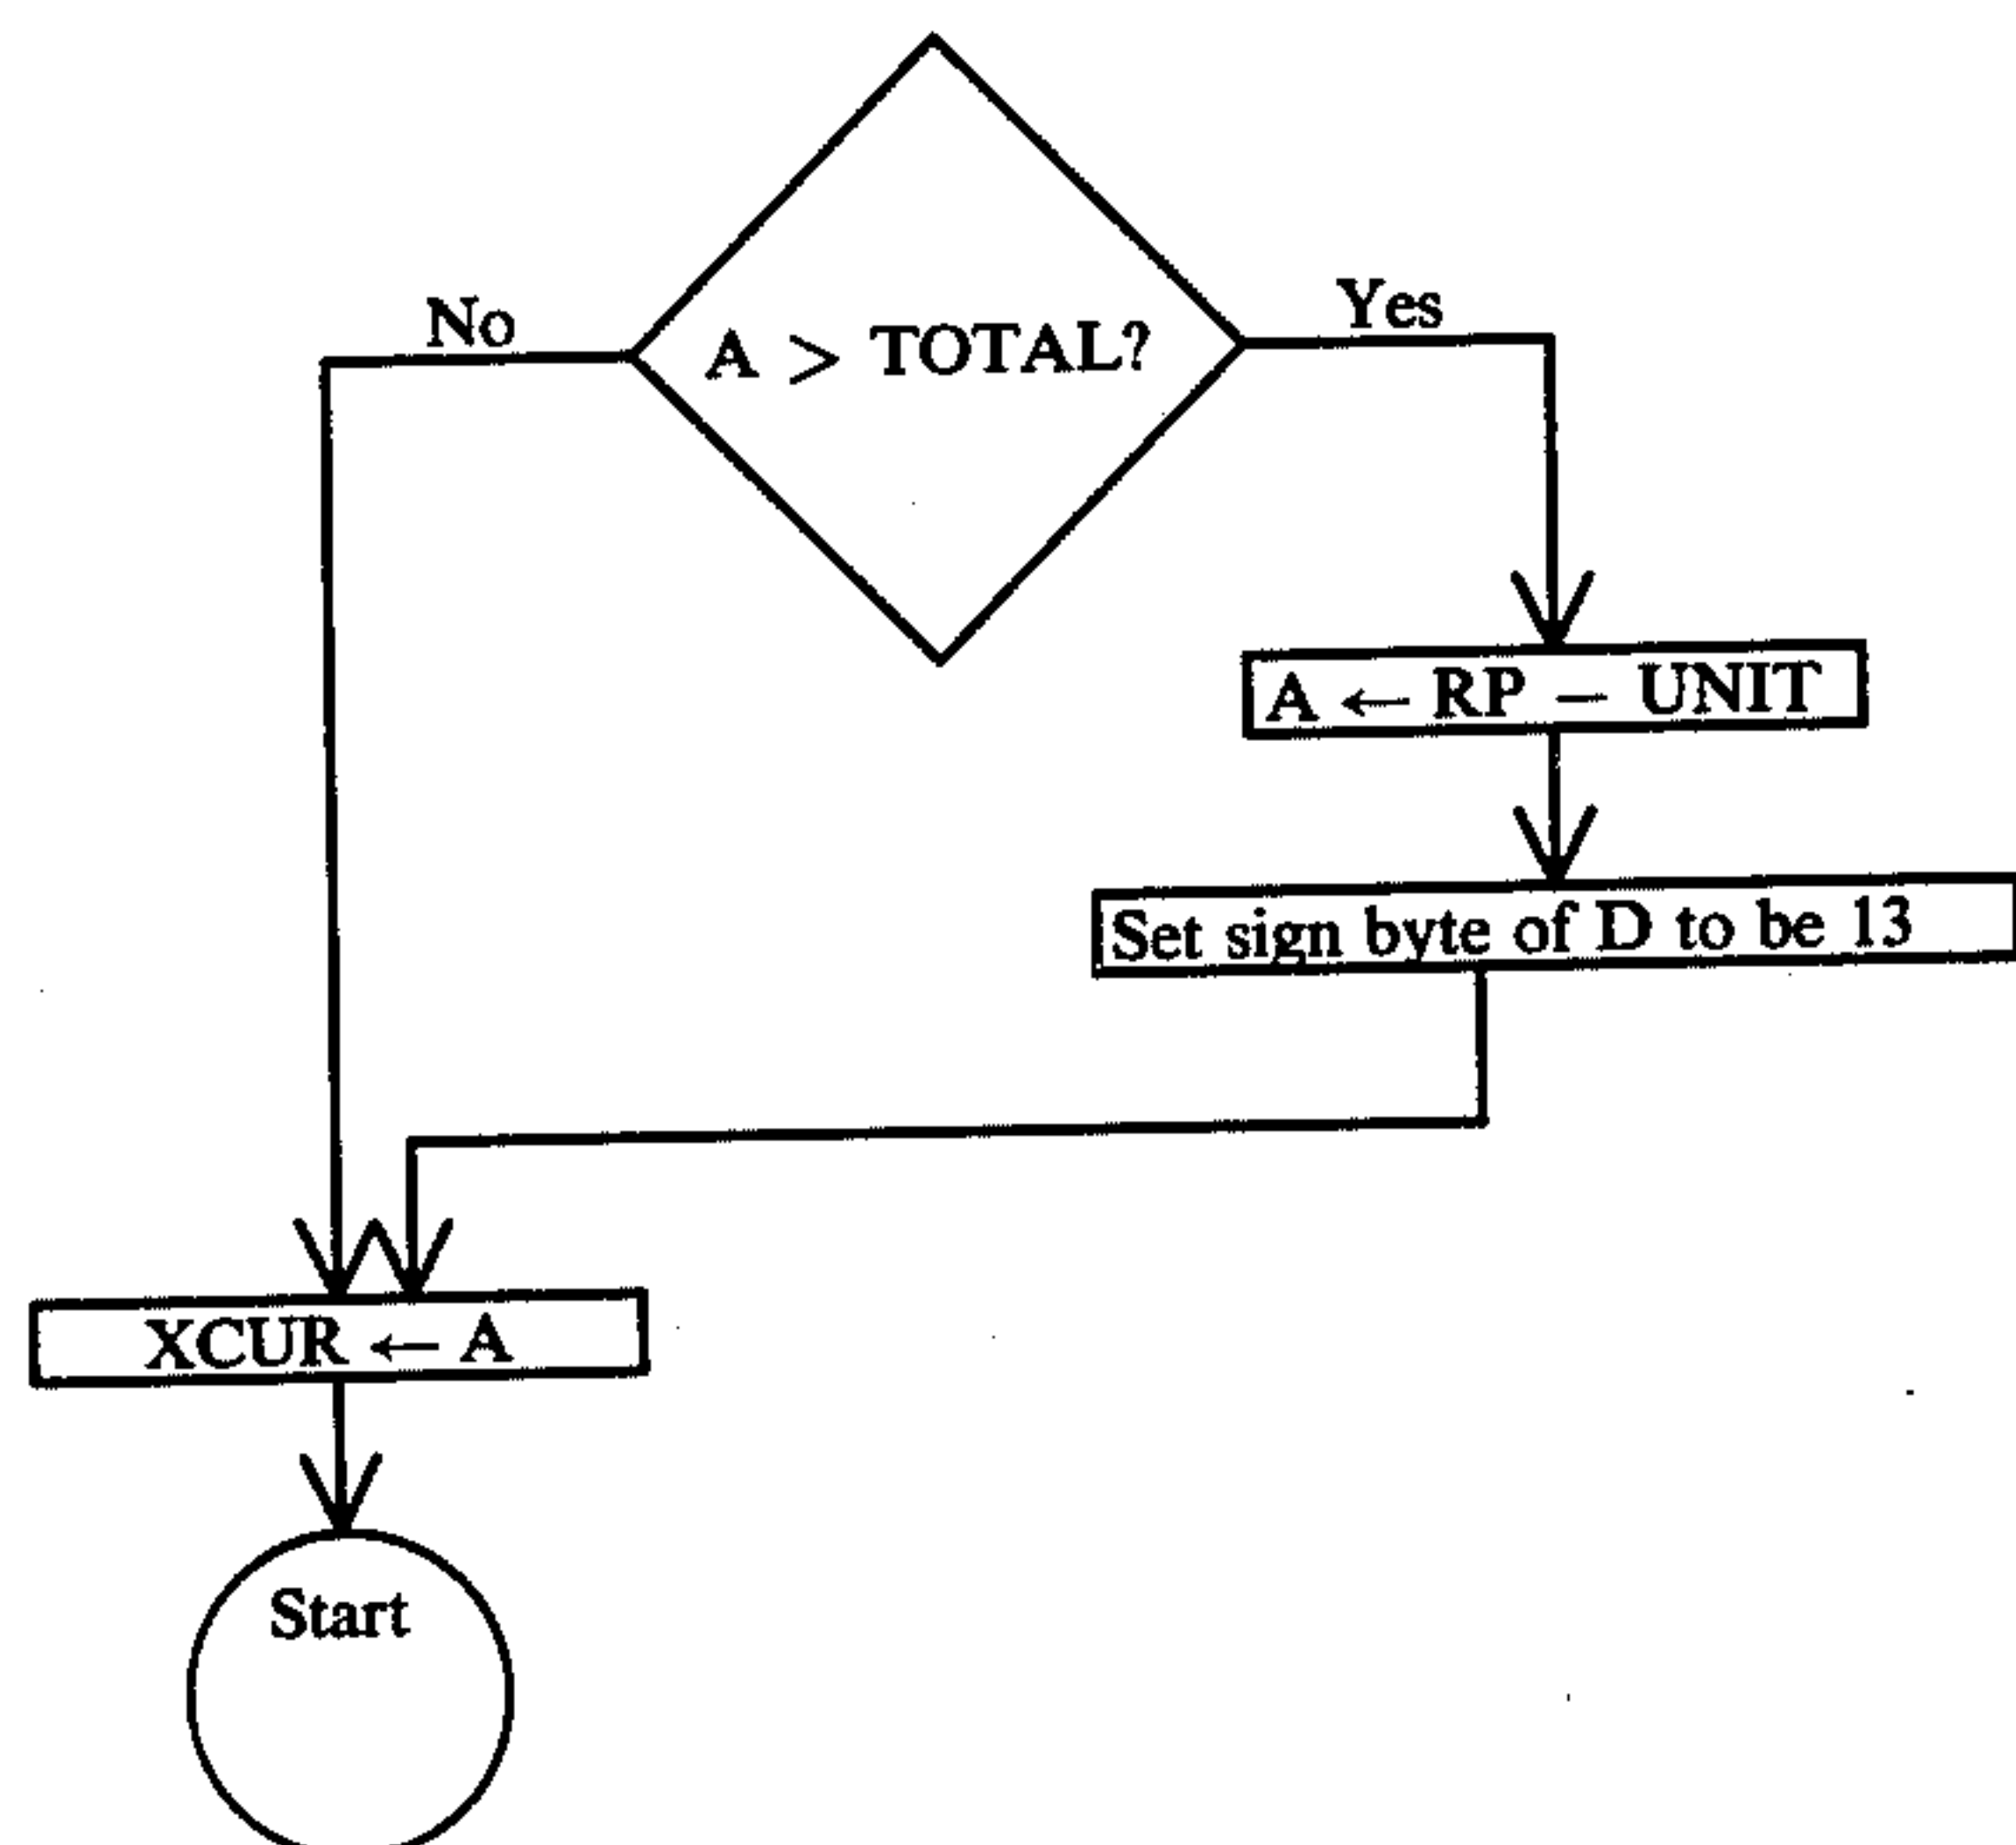 No
Yes
A > TOTAL?
A ← RP − UNIT
Set sign byte of D to be 13
XCUR ← A
Start